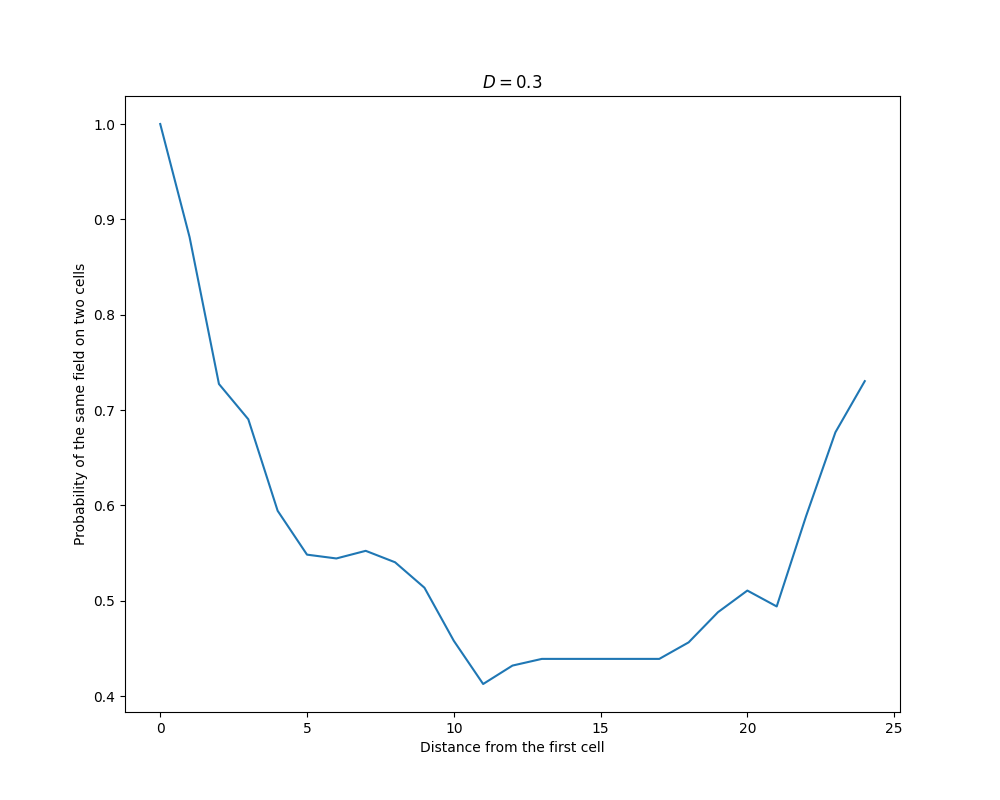 D = 0.3
1.0
0.9
0.8
0.7
0.6
0.5
0.4
Probability of the same field on two cells
0 5 10 15 20 25
Distance from the first cell